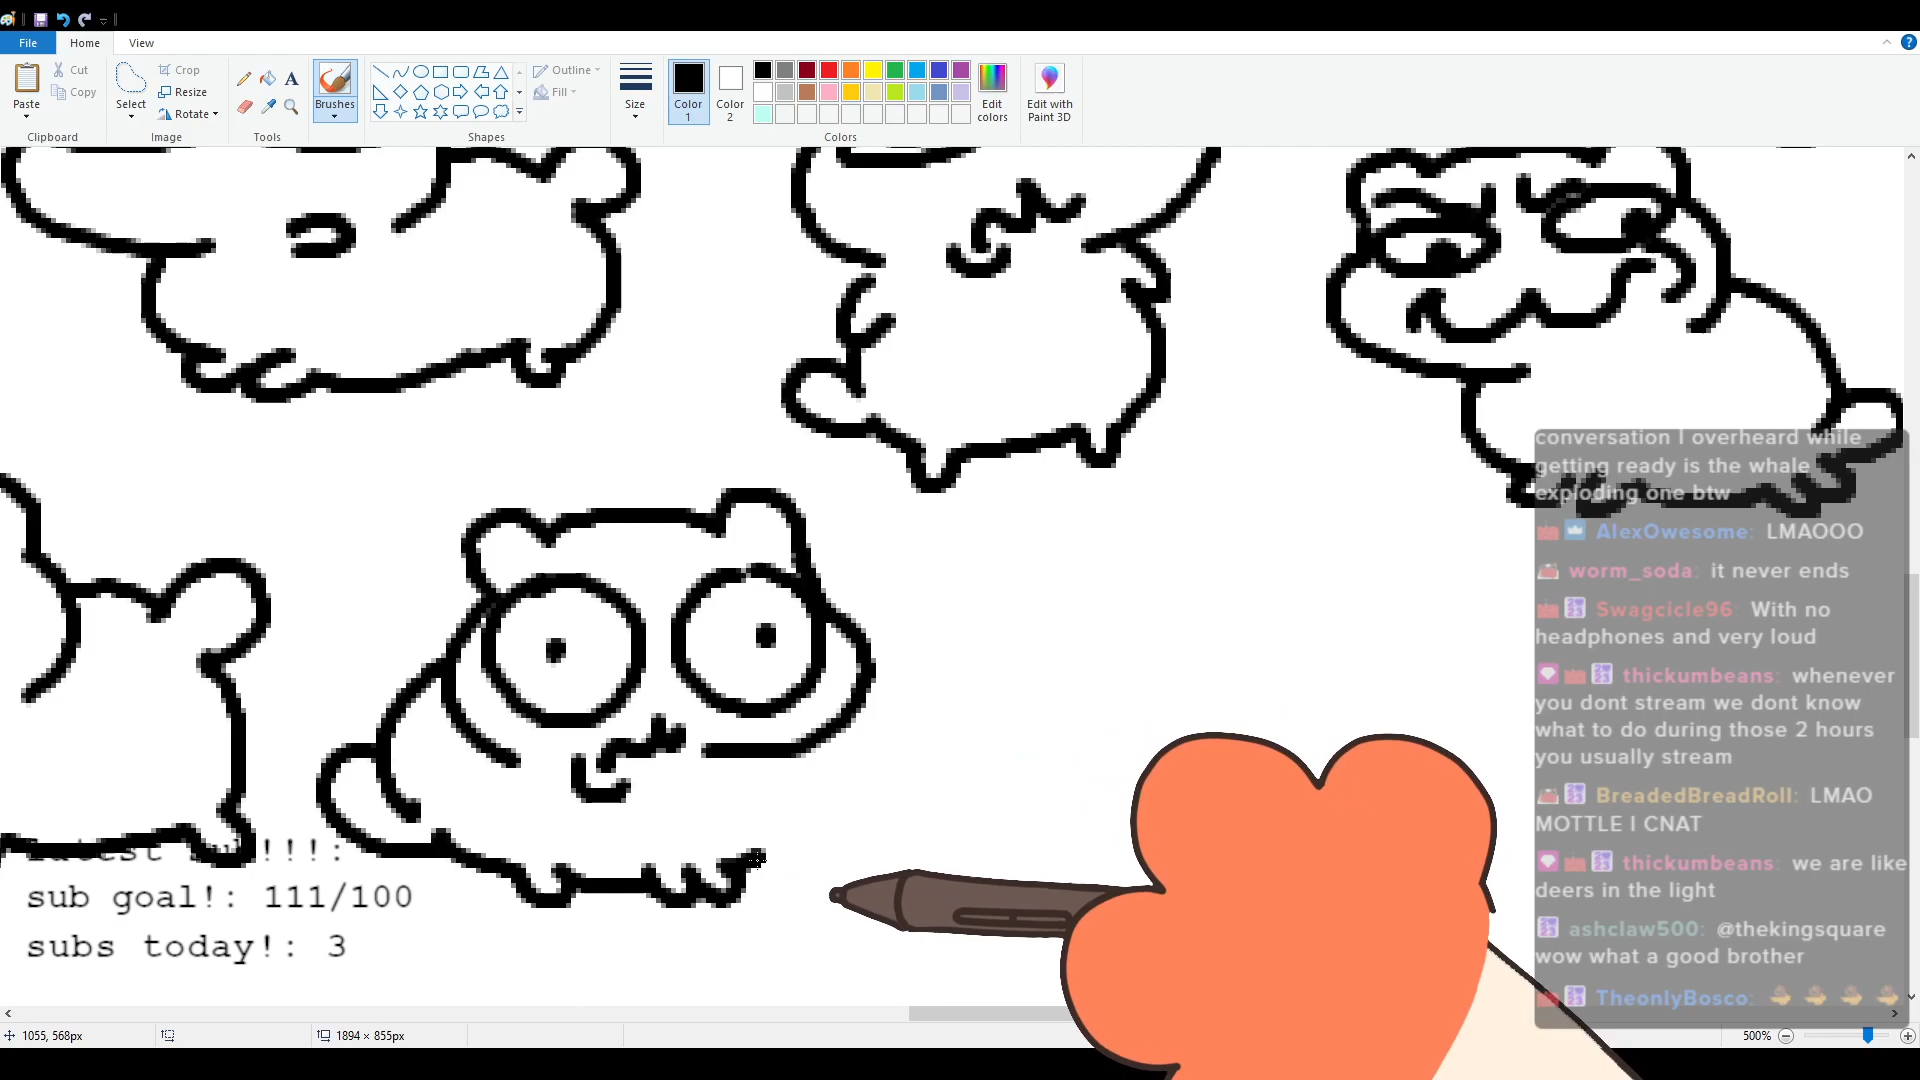 File Home View
Paste
Cut
Copy
Clipboard
Select
Crop
Resize
Rotate
Image
A
Tools
Brushes
Shapes
Outline
Fill
Size
Color 1
Color 2
Edit colors
Colors
Edit with Paint 3D
conversation I overheard while
getting ready is the whale
exploding one btw
AlexOwesome: LMAOOO
worm_soda: it never ends
Swagcicle96: With no
headphones and very loud
thickumbeans: whenever
you dont stream we dont know
what to do during those 2 hours
you usually stream
BreadedBreadRoll: LMAO
MOTTLE I CNAT
thickumbeans: we are like
deers in the light
ashclaw500: @thekingsquare
wow what a good brother
TheonlyBosco:
latest sub!!!:
sub goal!: 111/100
subs today!: 3
1055, 568px
1894 × 855px
500%